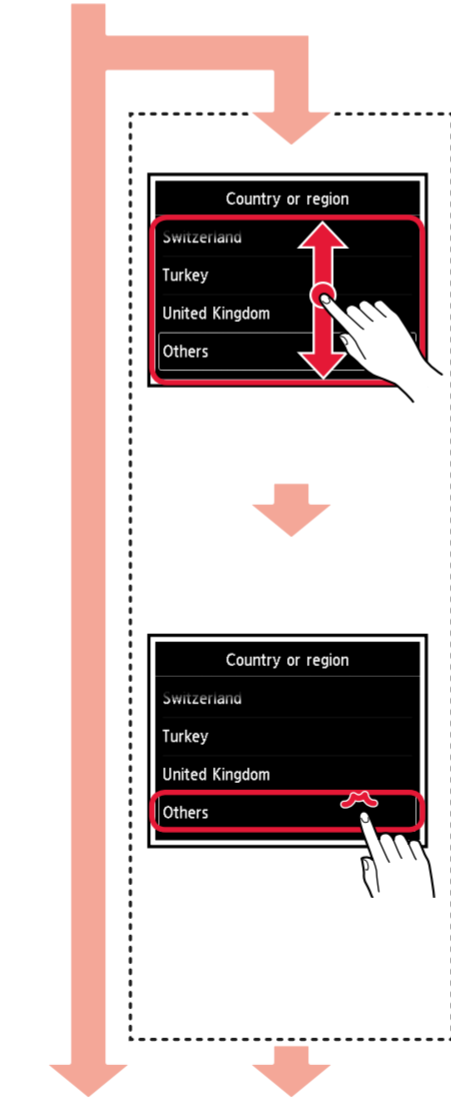 Country or region
Switzerland
Turkey
United Kingdom
Others
Country or region
Switzerland
Turkey
United Kingdom
Others